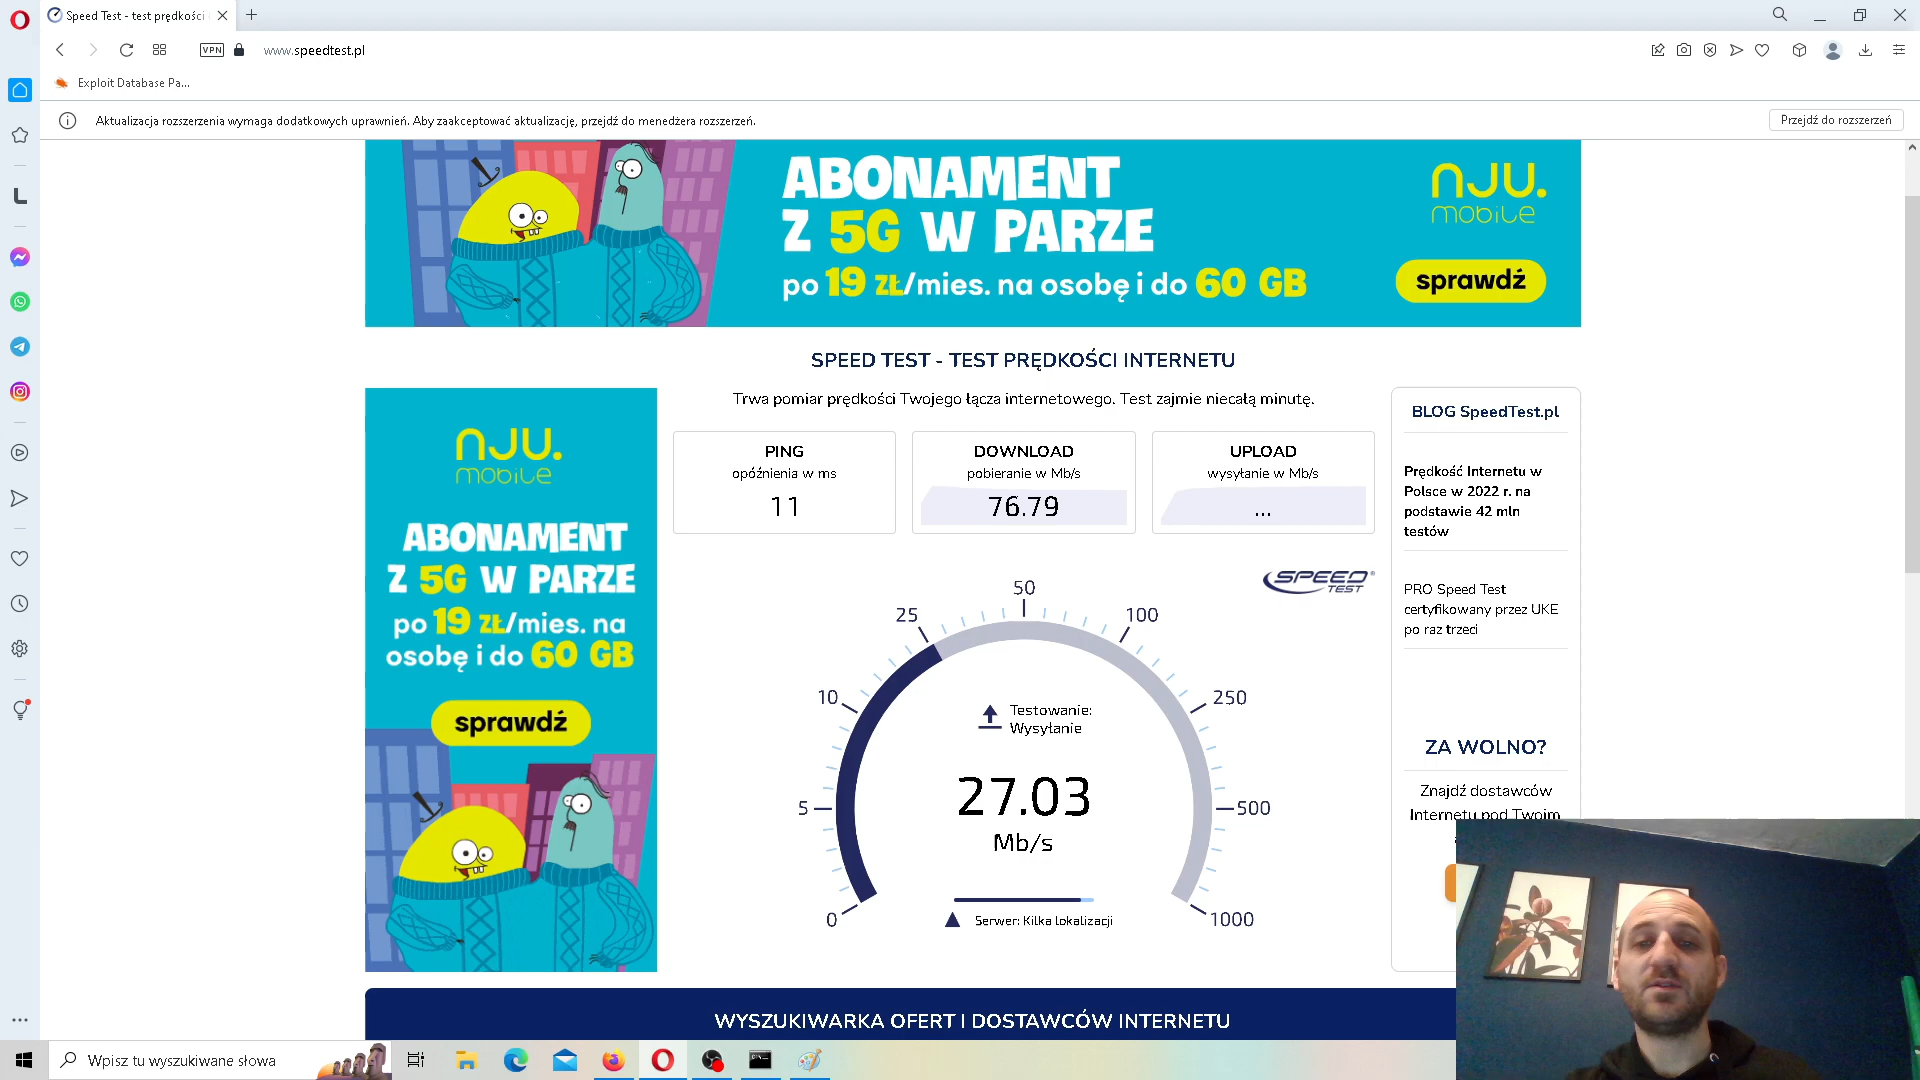 Speed Test - test prędkości
VPN
www.speedtest.pl
Exploit Database Pa...
Aktualizacja rozszerzenia wymaga dodatkowych uprawnień. Aby zaakceptować aktualizację, przejdź do menedżera rozszerzeń.
Przejdź do rozszerzeń
ABONAMENT
Z 5G W PARZE
po 19 zł/mies. na osobę i do 60 GB
nju.
mobile
sprawdź
SPEED TEST - TEST PRĘDKOŚCI INTERNETU
Trwa pomiar prędkości Twojego łącza internetowego. Test zajmie niecałą minutę.
nju.
mobile
ABONAMENT
Z 5G W PARZE
po 19 zł/mies. na
osobę i do 60 GB
sprawdź
PING
opóźnienia w ms
11
DOWNLOAD
pobieranie w Mb/s
76.79
UPLOAD
wysyłanie w Mb/s
...
SPEED
TEST
0
5
10
25
50
100
250
500
1000
Testowanie:
Wysyłanie
27.03
Mb/s
Serwer: Kilka lokalizacji
BLOG SpeedTest.pl
Prędkość Internetu w
Polsce w 2022 r. na
podstawie 42 mln
testów
PRO Speed Test
certyfikowany przez UKE
po raz trzeci
ZA WOLNO?
Znajdź dostawców
Internetu pod Twoim
WYSZUKIWARKA OFERT I DOSTAWCÓW INTERNETU
Wpisz tu wyszukiwane słowa